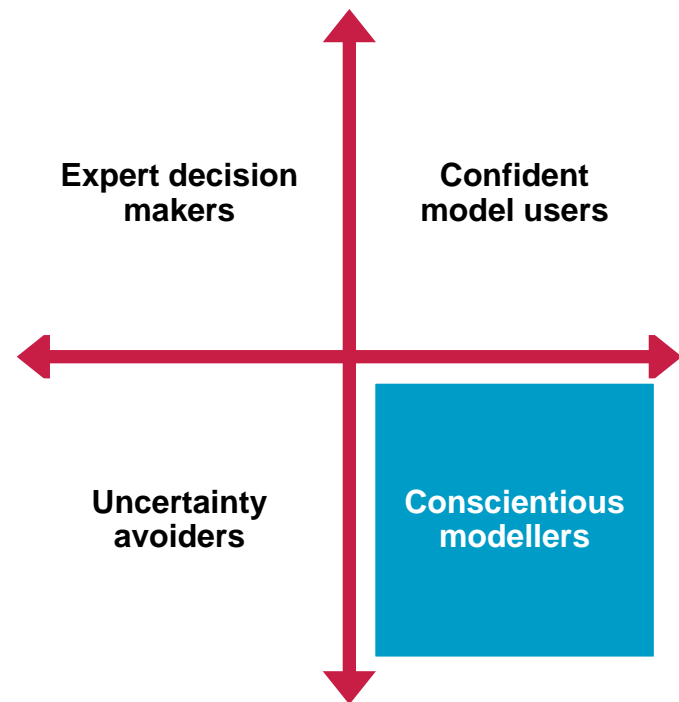 Expert decision
makers
Confident
model users
Uncertainty
avoiders
Conscientious
modellers